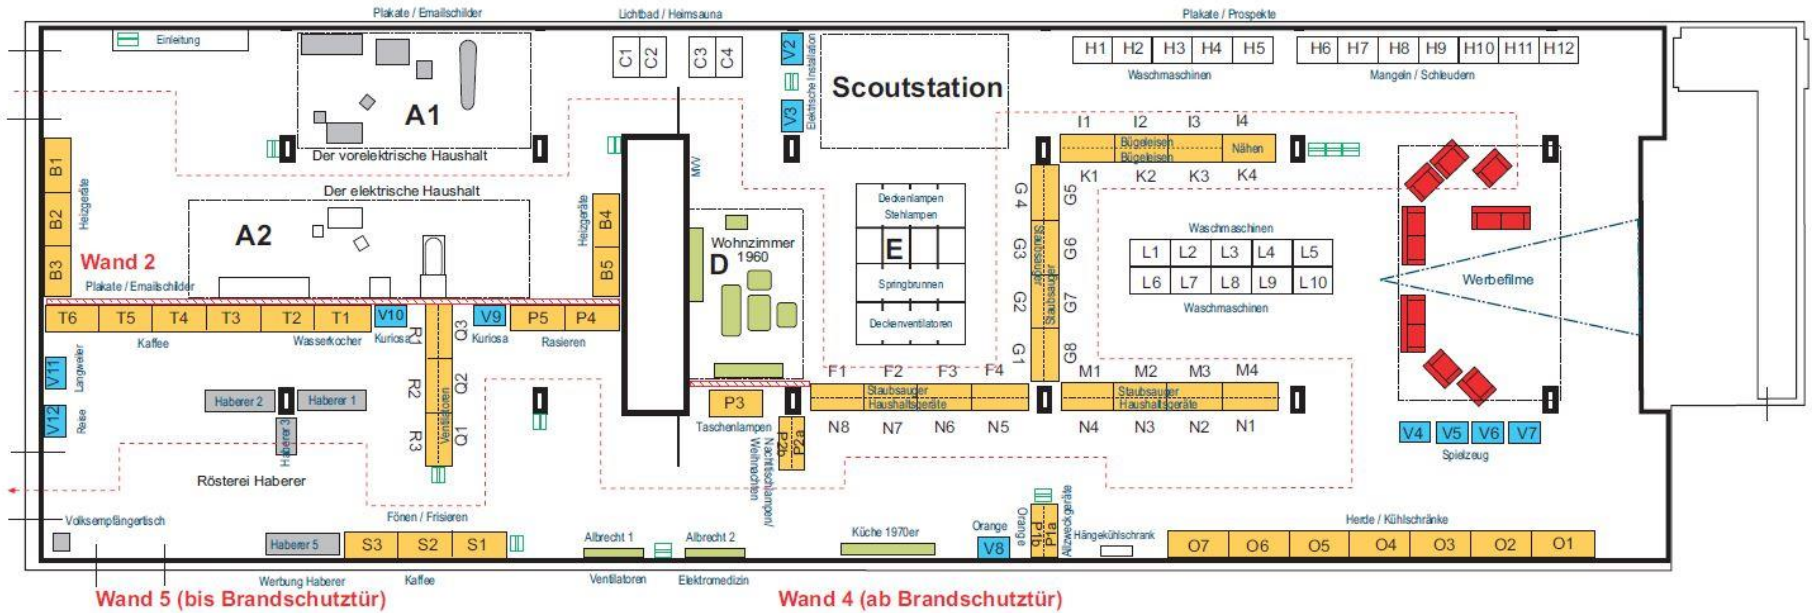 Plakate / Emailschilder
Lichtbad / Heimsauna
Plakate / Prospekte
Einleitung
C1
C2
C3
C4
V2
V3
Elektrische Installation
Scoutstation
H1 H2 H3 H4 H5
Waschmaschinen
H6 H7 H8 H9 H10 H11 H12
Mangeln / Schleudern
A1
Der vorelektrische Haushalt
Der elektrische Haushalt
A2
B1
B2
B3
Heizgeräte
Heizgeräte
B4
B5
MVV
Wand 2
Plakate / Emailschilder
Wohnzimmer
D 1960
Deckenlampen
Stehlampen
E
Springbrunnen
Deckenventilatoren
I1 I2 I3 I4
Bügeleisen
Bügeleisen
Nähen
K1 K2 K3 K4
G4
G3
G2
G1
Staubsauger
Staubsauger
G5
G6
G7
G8
Waschmaschinen
L1 L2 L3 L4 L5
L6 L7 L8 L9 L10
Waschmaschinen
Werbefilme
T6 T5 T4 T3 T2 T1
Kaffee
Wasserkocher
V10
Kuriosa
R1
R2
R3
Ventilatoren
Q3
Q2
Q1
V9
Kuriosa
P5 P4
Rasieren
V11
Langweiler
V12
Reise
Haberer 2
Haberer 1
Haberer 3
Rösterei Haberer
P3
Taschenlampen
P2b
P2a
Nachttischlampen/
Weihnachten
F1 F2 F3 F4
Staubsauger
Haushaltsgeräte
N8 N7 N6 N5
M1 M2 M3 M4
Staubsauger
Haushaltsgeräte
N4 N3 N2 N1
V4 V5 V6 V7
Spielzeug
Volksempfängertisch
Haberer 5
Werbung Haberer
Fönen / Frisieren
S3 S2 S1
Kaffee
Albrecht 1
Ventilatoren
Albrecht 2
Elektromedizin
Küche 1970er
Orange
V8
Orange
P1b
P1a
Allzweckgeräte
Hängekühlschrank
Herde / Kühlschränke
O7 O6 O5 O4 O3 O2 O1
Wand 5 (bis Brandschutztür)
Wand 4 (ab Brandschutztür)